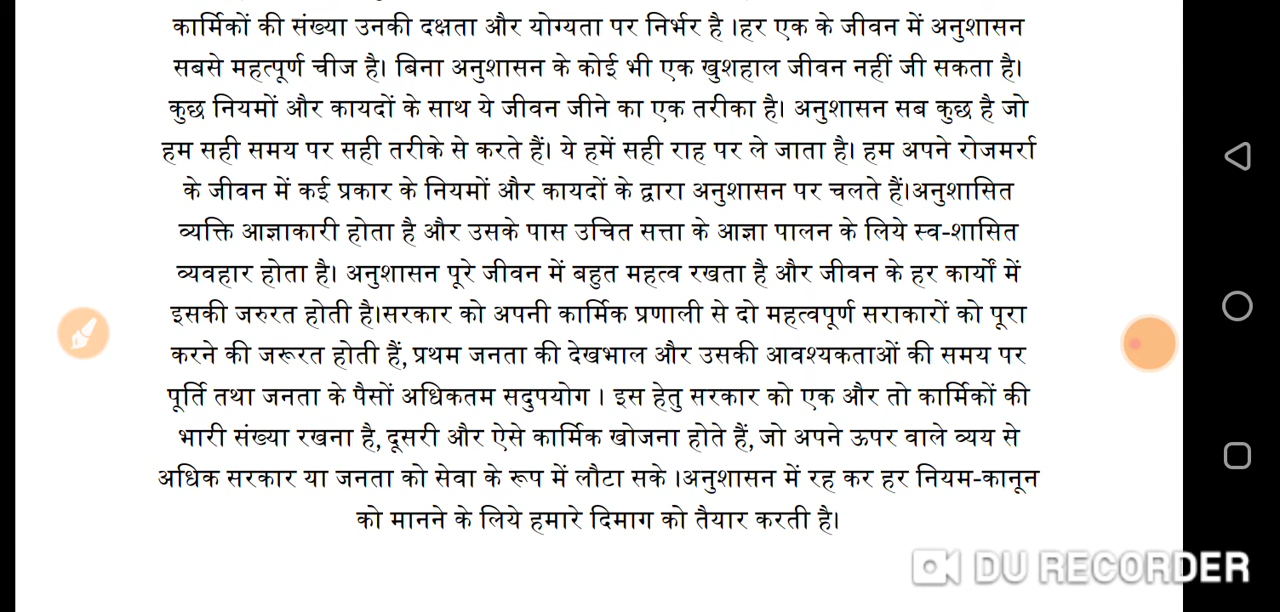 कार्मिकों की संख्या उनकी दक्षता और योग्यता पर निर्भर है ।हर एक के जीवन में अनुशासन
सबसे महत्पूर्ण चीज है। बिना अनुशासन के कोई भी एक खुशहाल जीवन नहीं जी सकता है।
कुछ नियमों और कायदों के साथ ये जीवन जीने का एक तरीका है। अनुशासन सब कुछ है जो
हम सही समय पर सही तरीके से करते हैं। ये हमें सही राह पर ले जाता है। हम अपने रोजमर्रा
के जीवन में कई प्रकार के नियमों और कायदों के द्वारा अनुशासन पर चलते हैं।अनुशासित
व्यक्ति आज्ञाकारी होता है और उसके पास उचित सत्ता के आज्ञा पालन के लिये स्व-शासित
व्यवहार होता है। अनुशासन पूरे जीवन में बहुत महत्व रखता है और जीवन के हर कार्यों में
इसकी जरुरत होती है।सरकार को अपनी कार्मिक प्रणाली से दो महत्वपूर्ण सराकारों को पूरा
करने की जरूरत होती हैं, प्रथम जनता की देखभाल और उसकी आवश्यकताओं की समय पर
पूर्ति तथा जनता के पैसों अधिकतम सदुपयोग । इस हेतु सरकार को एक और तो कार्मिकों की
भारी संख्या रखना है, दूसरी और ऐसे कार्मिक खोजना होते हैं, जो अपने ऊपर वाले व्यय से
अधिक सरकार या जनता को सेवा के रूप में लौटा सके ।अनुशासन में रह कर हर नियम-कानून
को मानने के लिये हमारे दिमाग को तैयार करती है।
DU RECORDER